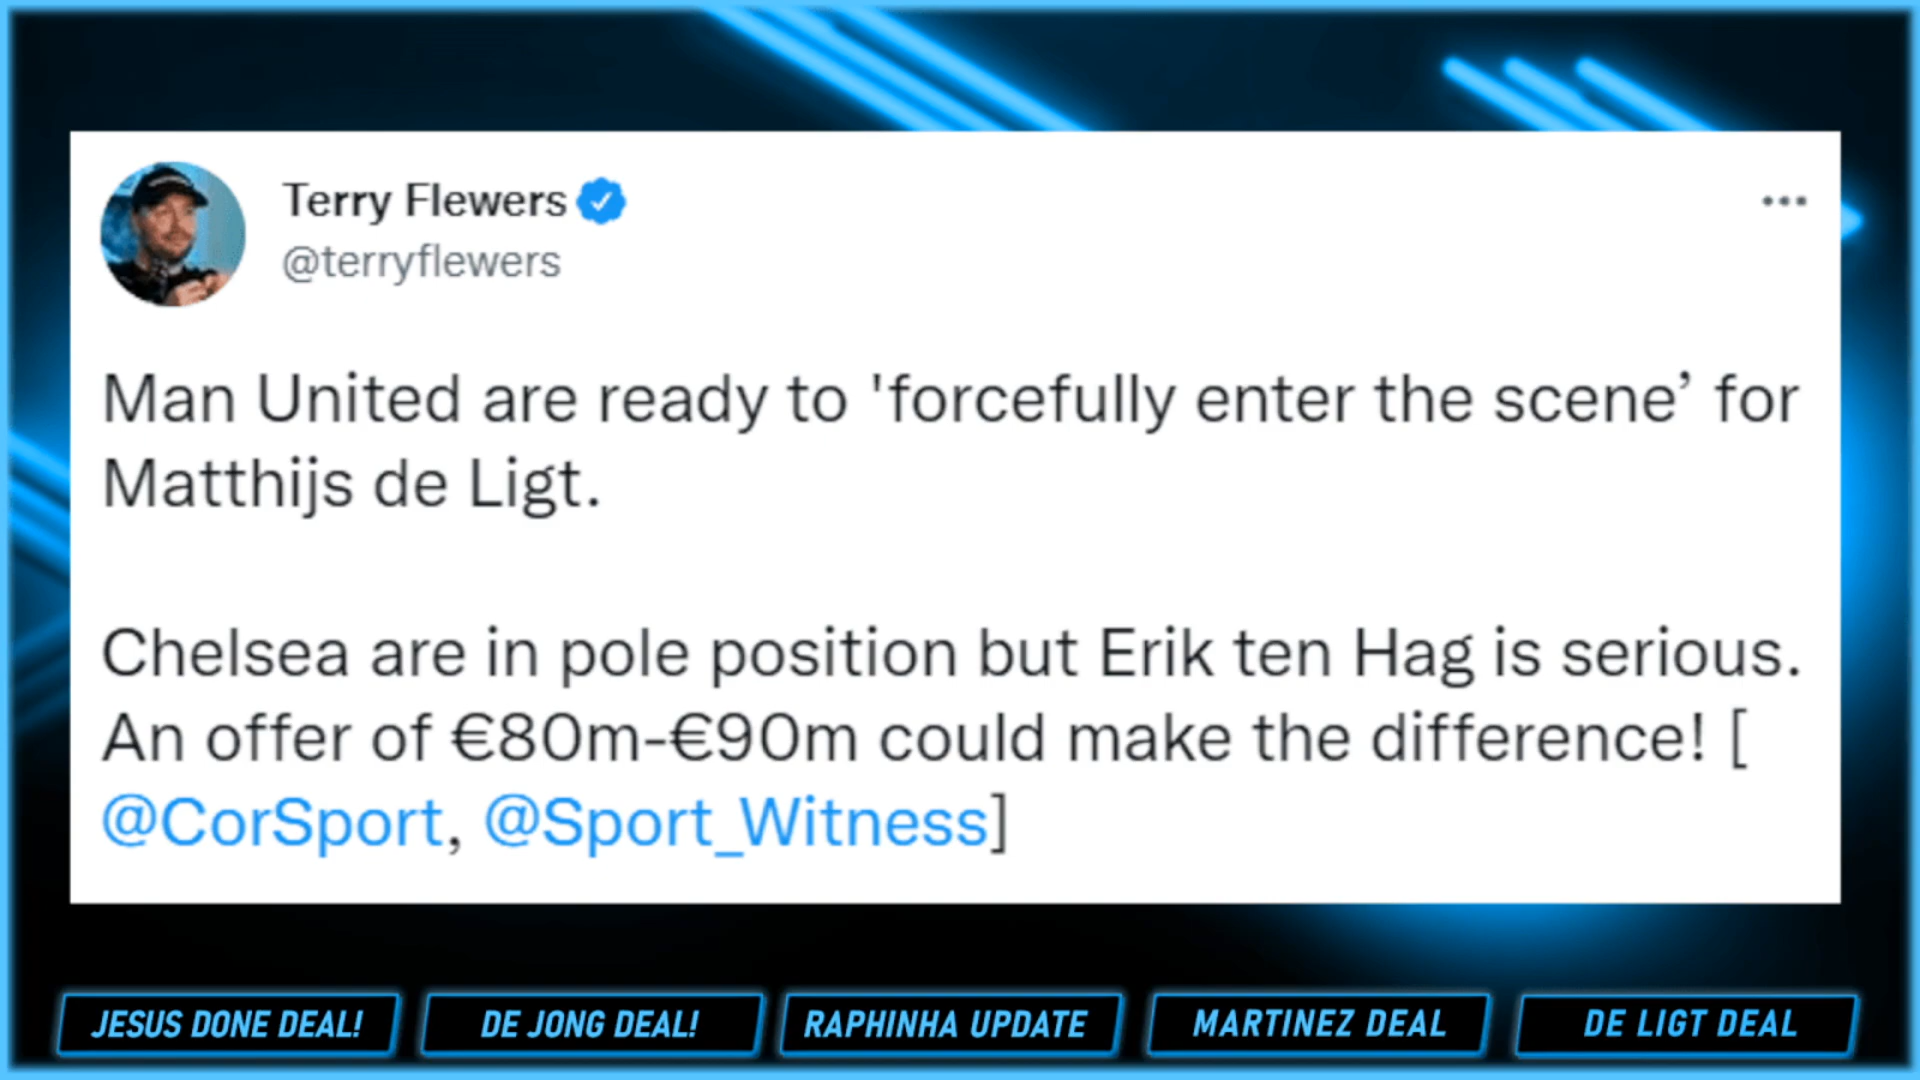 Terry Flewers
@terryflewers
Man United are ready to 'forcefully enter the scene’ for
Matthijs de Ligt.
Chelsea are in pole position but Erik ten Hag is serious.
An offer of €80m-€90m could make the difference! [
@CorSport, @Sport_Witness]
JESUS DONE DEAL!
DE JONG DEAL!
RAPHINHA UPDATE
MARTINEZ DEAL
DE LIGT DEAL